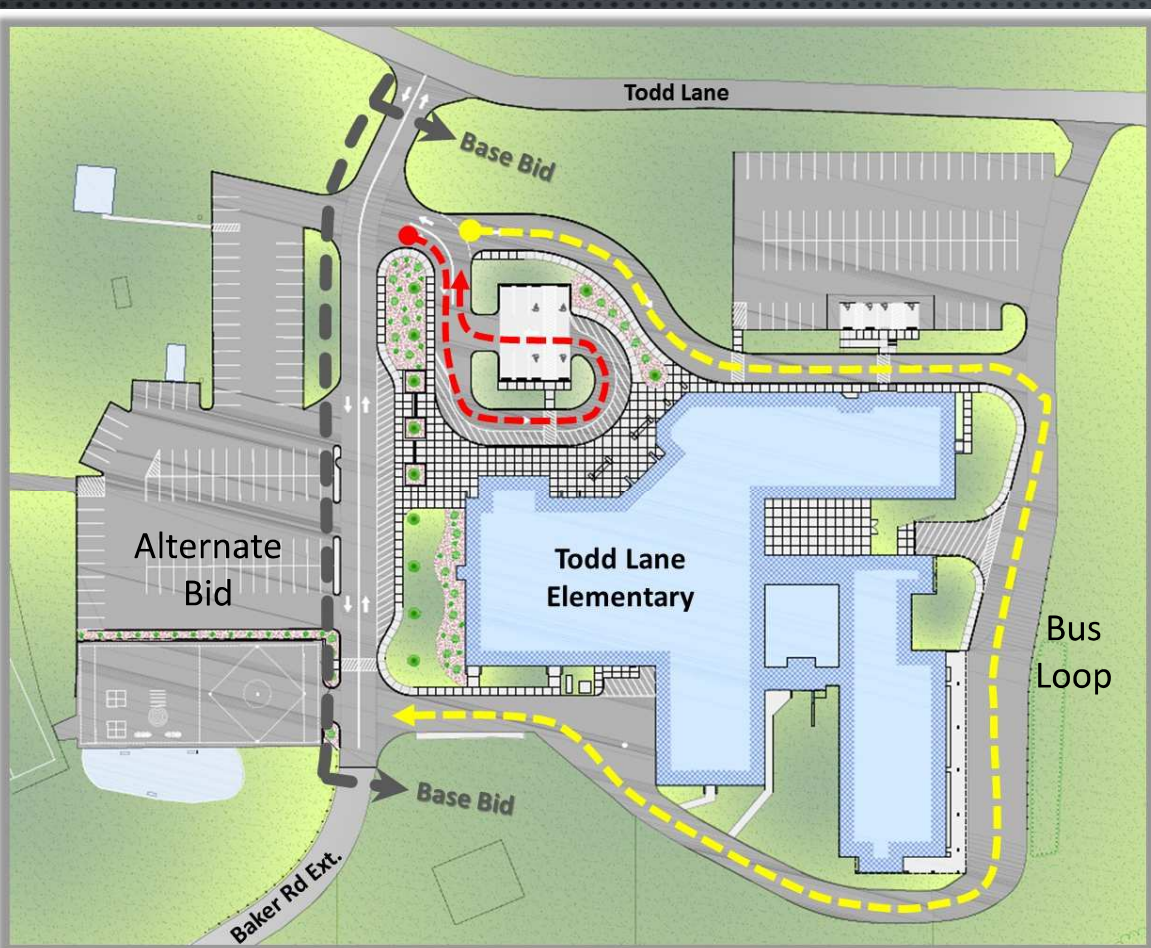 Todd Lane
Base Bid
Alternate
Bid
Todd Lane
Elementary
Bus
Loop
Base Bid
Baker Rd Ext.